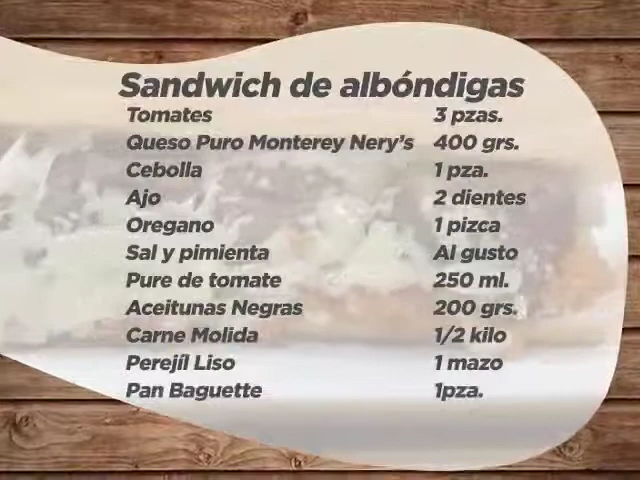 Sandwich de albóndigas
Tomates 3 pzas.
Queso Puro Monterey Nery's 400 grs.
Cebolla 1 pza.
Ajo 2 dientes
Oregano 1 pizca
Sal y pimienta Al gusto
Pure de tomate 250 ml.
Aceitunas Negras 200 grs.
Carne Molida 1/2 kilo
Perejíl Liso 1 mazo
Pan Baguette 1pza.